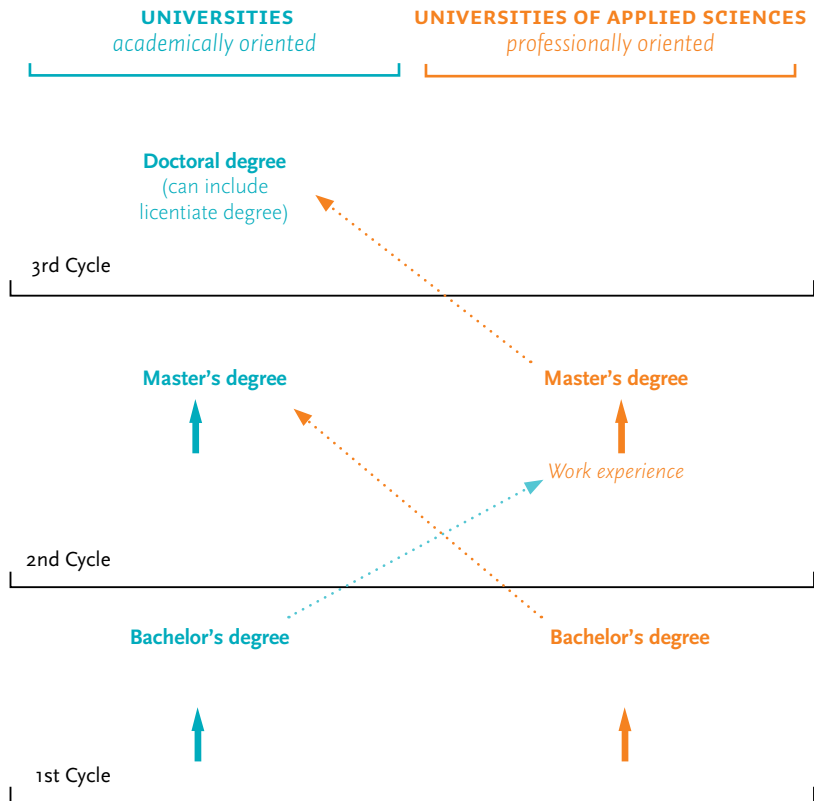 UNIVERSITIES
academically oriented
UNIVERSITIES OF APPLIED SCIENCES
professionally oriented
Doctoral degree
(can include
licentiate degree)
3rd Cycle
Master's degree
Master's degree
Work experience
2nd Cycle
Bachelor's degree
Bachelor's degree
1st Cycle